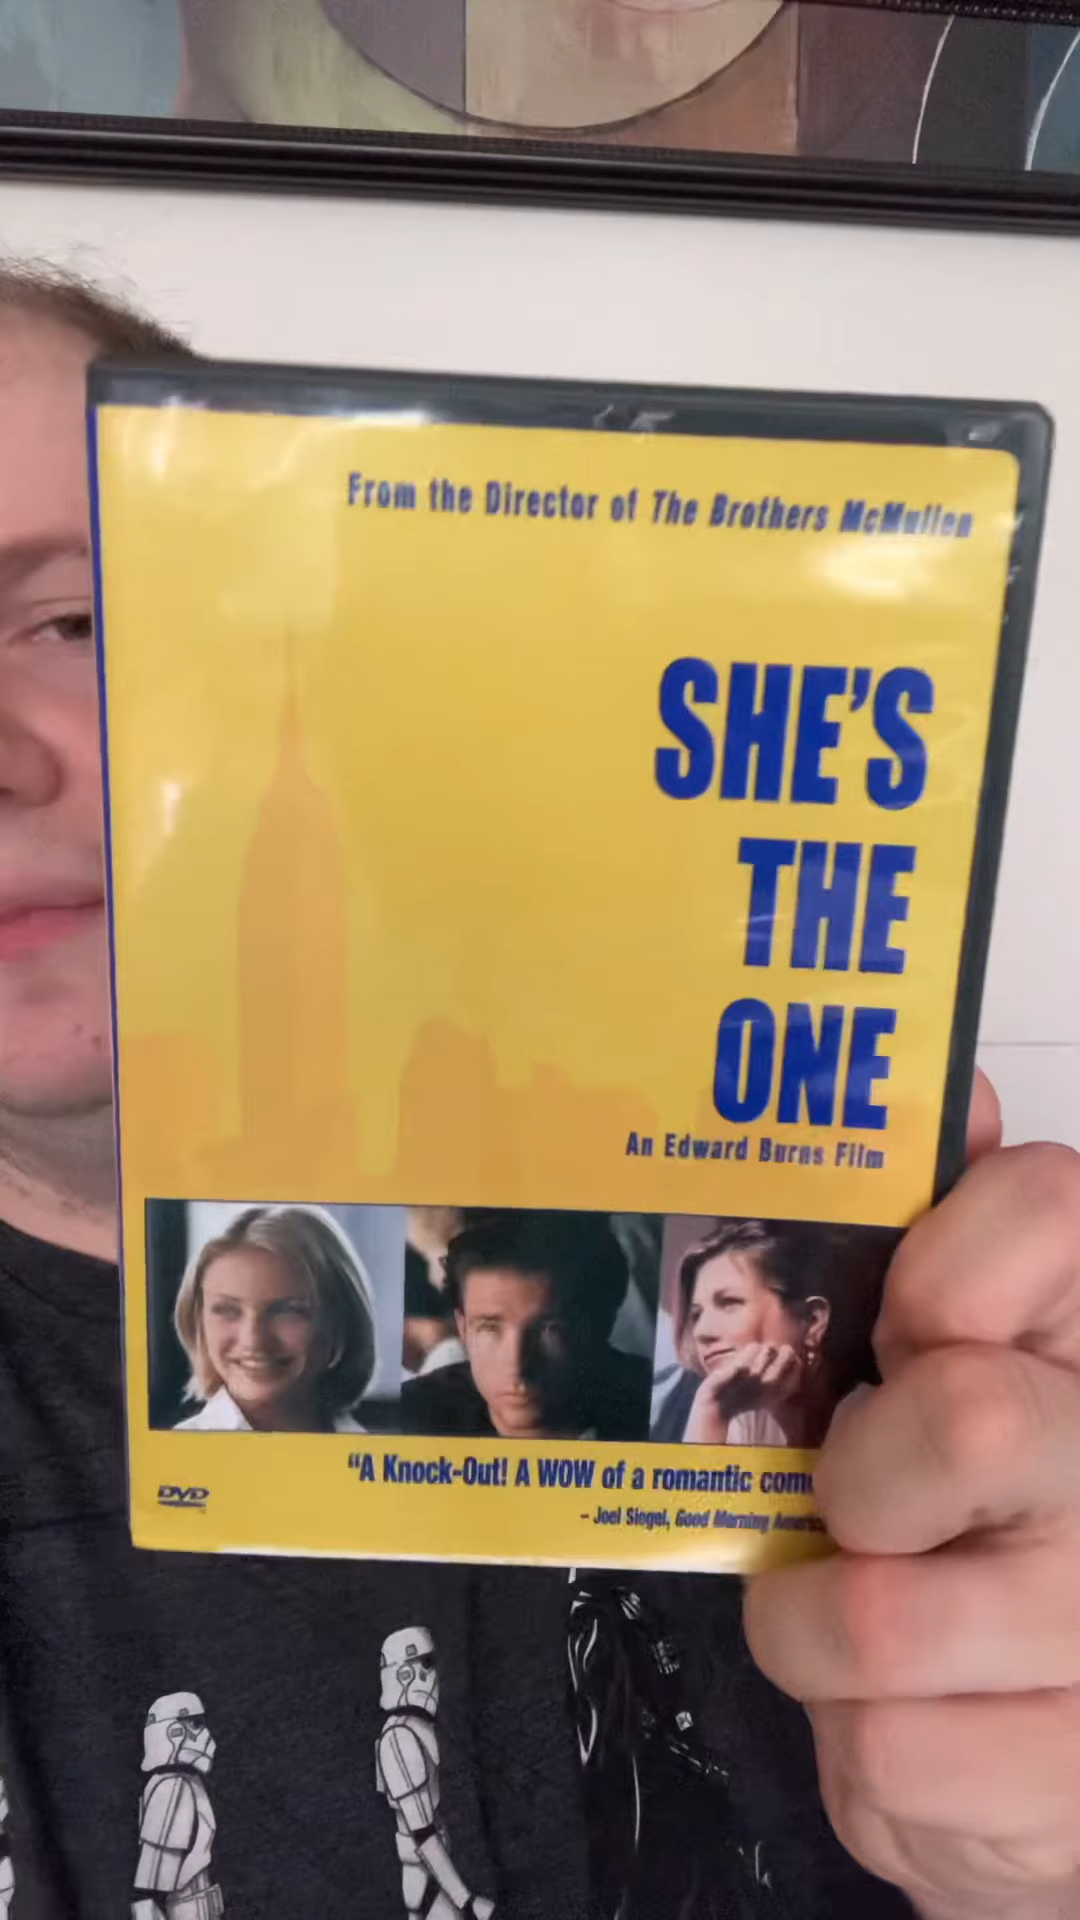 From the Director of The Brothers McMullen
SHE'S
THE
ONE
An Edward Burns Film
"A Knock-Out! A WOW of a romantic
– Joel Siegel, Good Morning
DVD